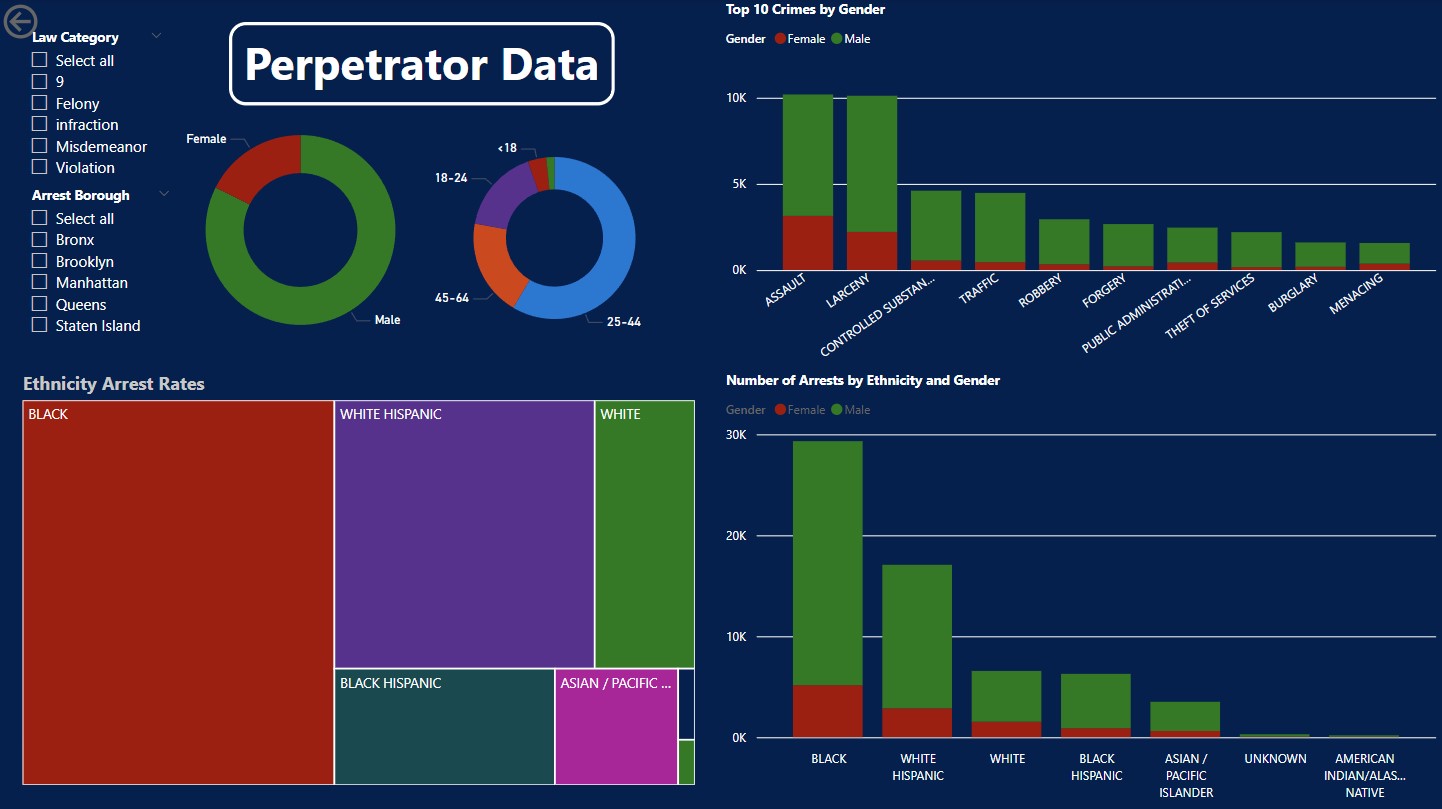 Law Category
Select all
9
Felony
infraction
Misdemeanor
Violation
Arrest Borough
Select all
Bronx
Brooklyn
Manhattan
Queens
Staten Island
Perpetrator Data
Female
Male
<18
18-24
45-64
25-44
Top 10 Crimes by Gender
Gender Female Male
10K
5K
0K
ASSAULT
LARCENY
CONTROLLED SUBSTAN...
TRAFFIC
ROBBERY
FORGERY
PUBLIC ADMINISTRATI...
THEFT OF SERVICES
BURGLARY
MENACING
Ethnicity Arrest Rates
BLACK
WHITE HISPANIC
WHITE
BLACK HISPANIC
ASIAN / PACIFIC ...
Number of Arrests by Ethnicity and Gender
Gender Female Male
30K
20K
10K
0K
BLACK
WHITE
HISPANIC
WHITE
BLACK
HISPANIC
ASIAN /
PACIFIC
ISLANDER
UNKNOWN
AMERICAN
INDIAN/ALAS...
NATIVE